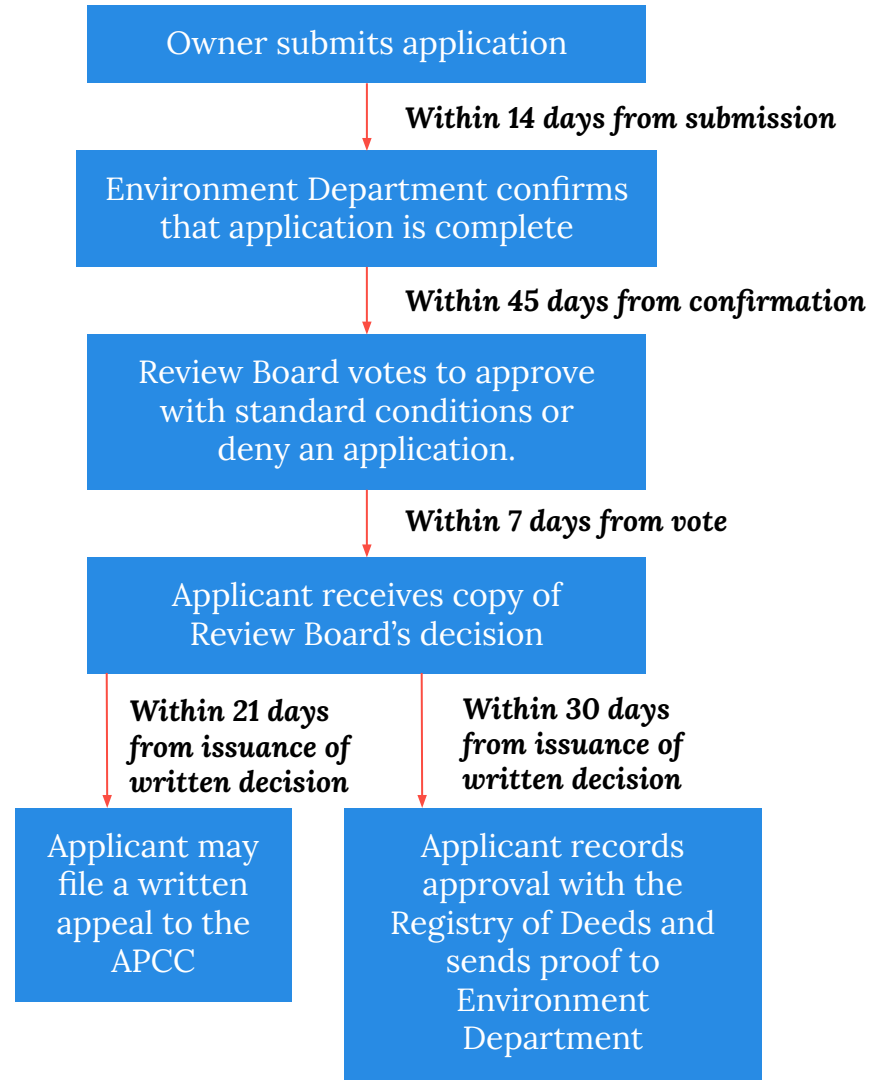 Owner submits application
Within 14 days from submission
Environment Department confirms
that application is complete
Within 45 days from confirmation
Review Board votes to approve
with standard conditions or
deny an application.
Within 7 days from vote
Applicant receives copy of
Review Board’s decision
Within 21 days
from issuance of
written decision
Within 30 days
from issuance of
written decision
Applicant may
file a written
appeal to the
APCC
Applicant records
approval with the
Registry of Deeds and
sends proof to
Environment
Department